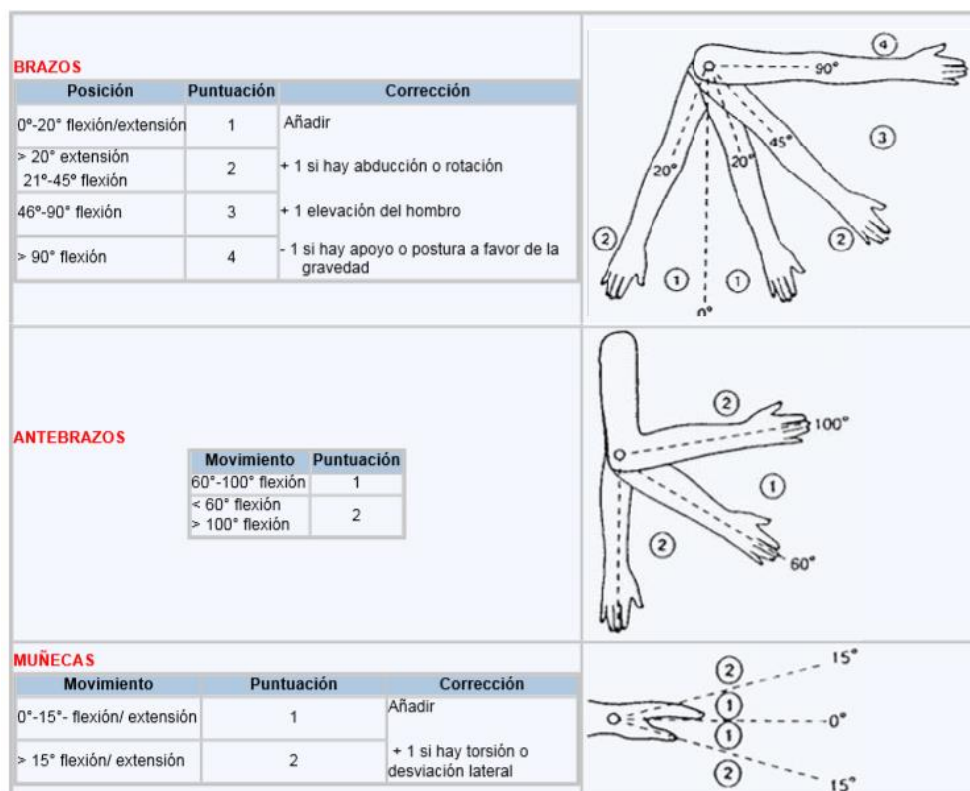 BRAZOS
Posición Puntuación Corrección
0º-20° flexión/extensión 1 Añadir
> 20° extensión
21°-45º flexión 2 + 1 si hay abducción o rotación
46º-90° flexión 3 + 1 elevación del hombro
> 90° flexión 4 - 1 si hay apoyo o postura a favor de la
gravedad
4
90°
3
45°
20° 20°
2 2
1 1
0°
ANTEBRAZOS
Movimiento Puntuación
60°-100° flexión 1
< 60° flexión
> 100° flexión 2
2
100°
1
2
60°
MUÑECAS
Movimiento Puntuación Corrección
0°-15°- flexión/ extensión 1 Añadir
> 15° flexión/ extensión 2 + 1 si hay torsión o
desviación lateral
15°
2
1
0°
1
2
15°